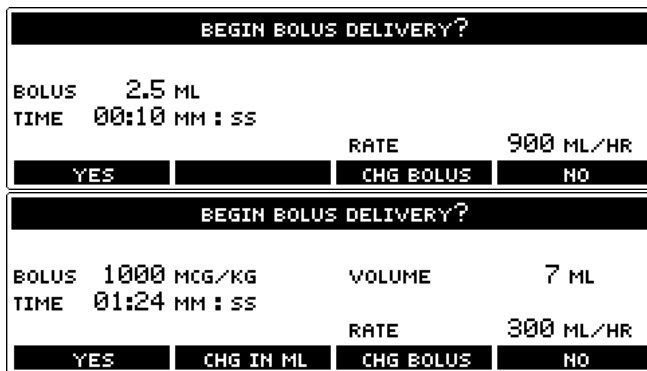 BEGIN BOLUS DELIVERY?
BOLUS 2.5 ML
TIME 00:10 MM : SS
RATE 900 ML/HR
YES CHG BOLUS NO
BEGIN BOLUS DELIVERY?
BOLUS 1000 MCG/KG VOLUME 7 ML
TIME 01:24 MM : SS
RATE 300 ML/HR
YES CHG IN ML CHG BOLUS NO